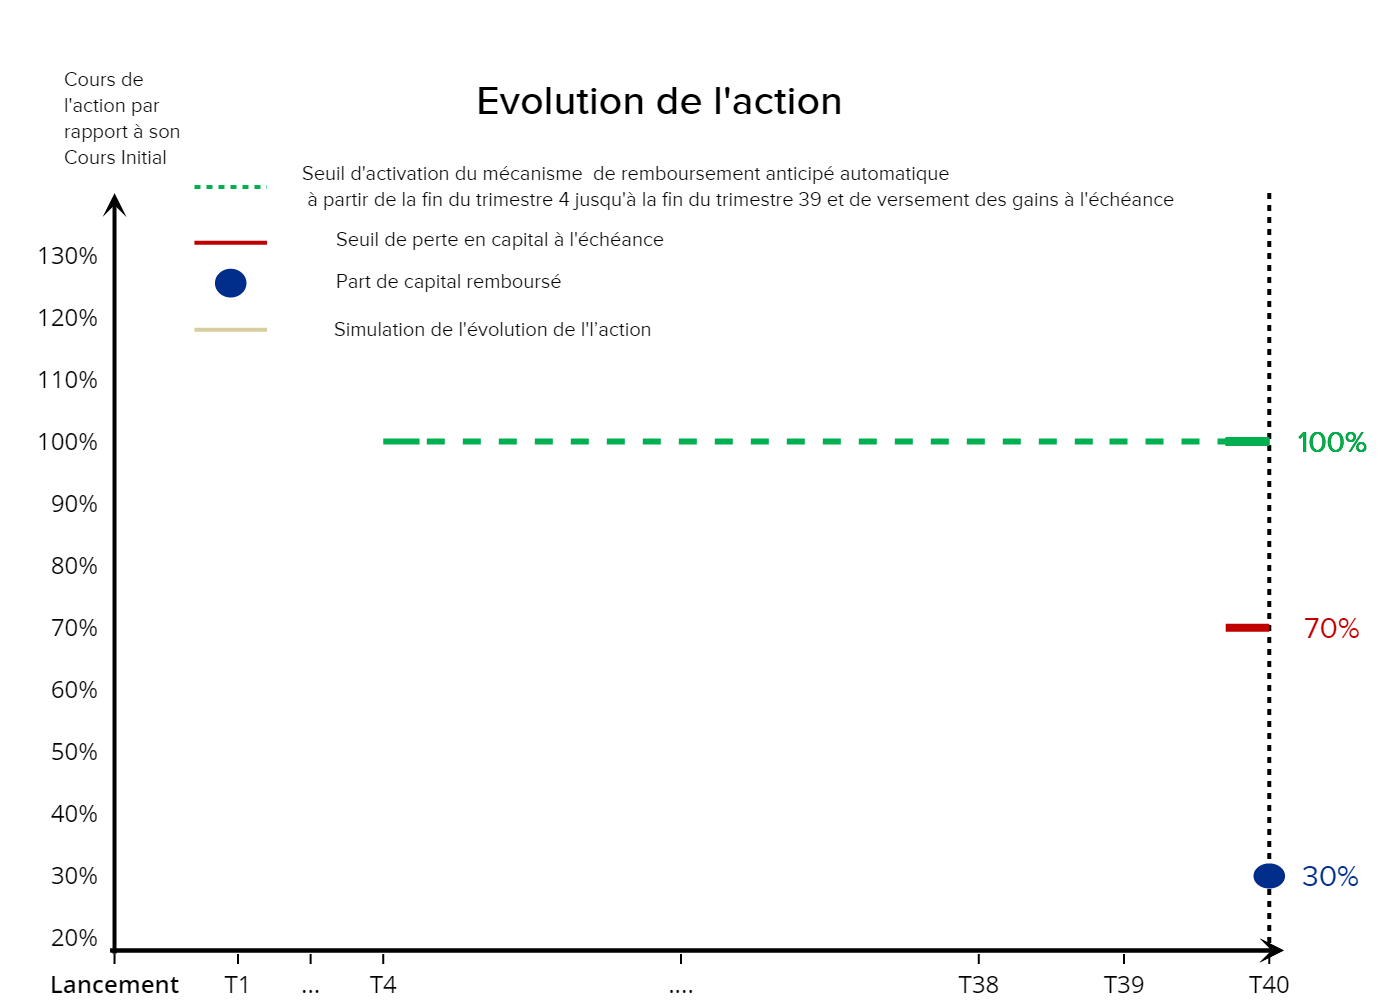 Cours de
l'action par
rapport à son
Cours Initial
Evolution de l'action
Seuil d'activation du mécanisme  de remboursement anticipé automatique
à partir de la fin du trimestre 4 jusqu'à la fin du trimestre 39 et de versement des gains à l'échéance
Seuil de perte en capital à l'échéance
Part de capital remboursé
Simulation de l'évolution de l'l’action
130%
120%
110%
100%
100%
90%
80%
70%
70%
60%
50%
40%
30%
30%
20%
Lancement T1 ... T4 .... T38 T39 T40